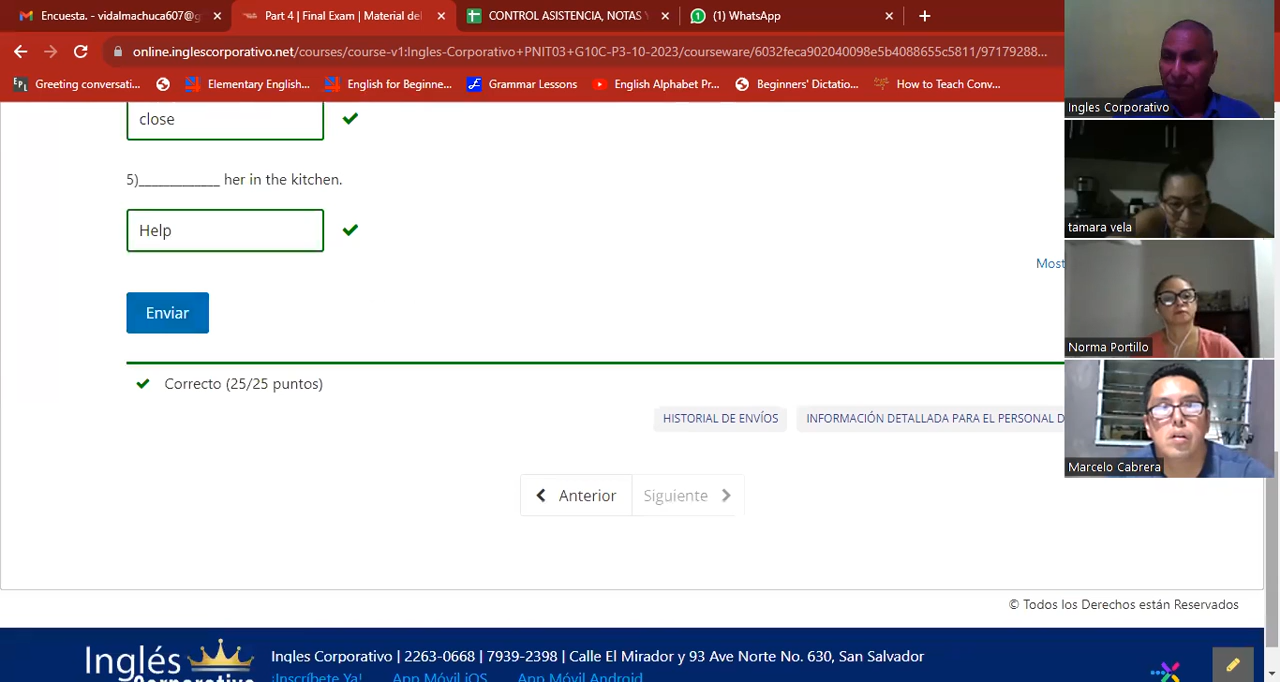 Encuesta. - vidalmachuca607@g
Part 4 | Final Exam | Material del
CONTROL ASISTENCIA, NOTAS Y
(1) WhatsApp
online.inglescorporativo.net/courses/course-v1:Ingles-Corporativo+PNIT03+G10C-P3-10-2023/courseware/6032feca902040098e5b4088655c5811/97179288...
Greeting conversati...
Elementary English...
English for Beginne...
Grammar Lessons
English Alphabet Pr...
Beginners' Dictatio...
How to Teach Conv...
close
5)____________ her in the kitchen.
Help
Most
Enviar
Correcto (25/25 puntos)
HISTORIAL DE ENVÍOS
INFORMACIÓN DETALLADA PARA EL PERSONAL D
Anterior
Siguiente
© Todos los Derechos están Reservados
Inglés
Corporativo
Ingles Corporativo | 2263-0668 | 7939-2398 | Calle El Mirador y 93 Ave Norte No. 630, San Salvador
¡Inscríbete Ya!
App Móvil iOS
App Móvil Android
Ingles Corporativo
tamara vela
Norma Portillo
Marcelo Cabrera